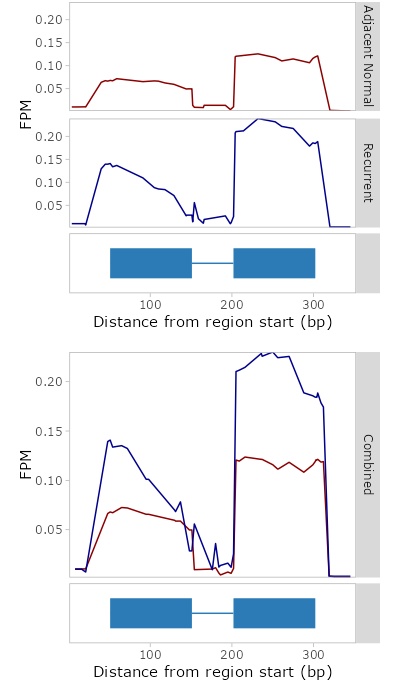 0.20
0.15
0.10
0.05
Adjacent Normal
FPM
0.20
0.15
0.10
0.05
Recurrent
100 200 300
Distance from region start (bp)
0.20
0.15
0.10
0.05
FPM
Combined
100 200 300
Distance from region start (bp)